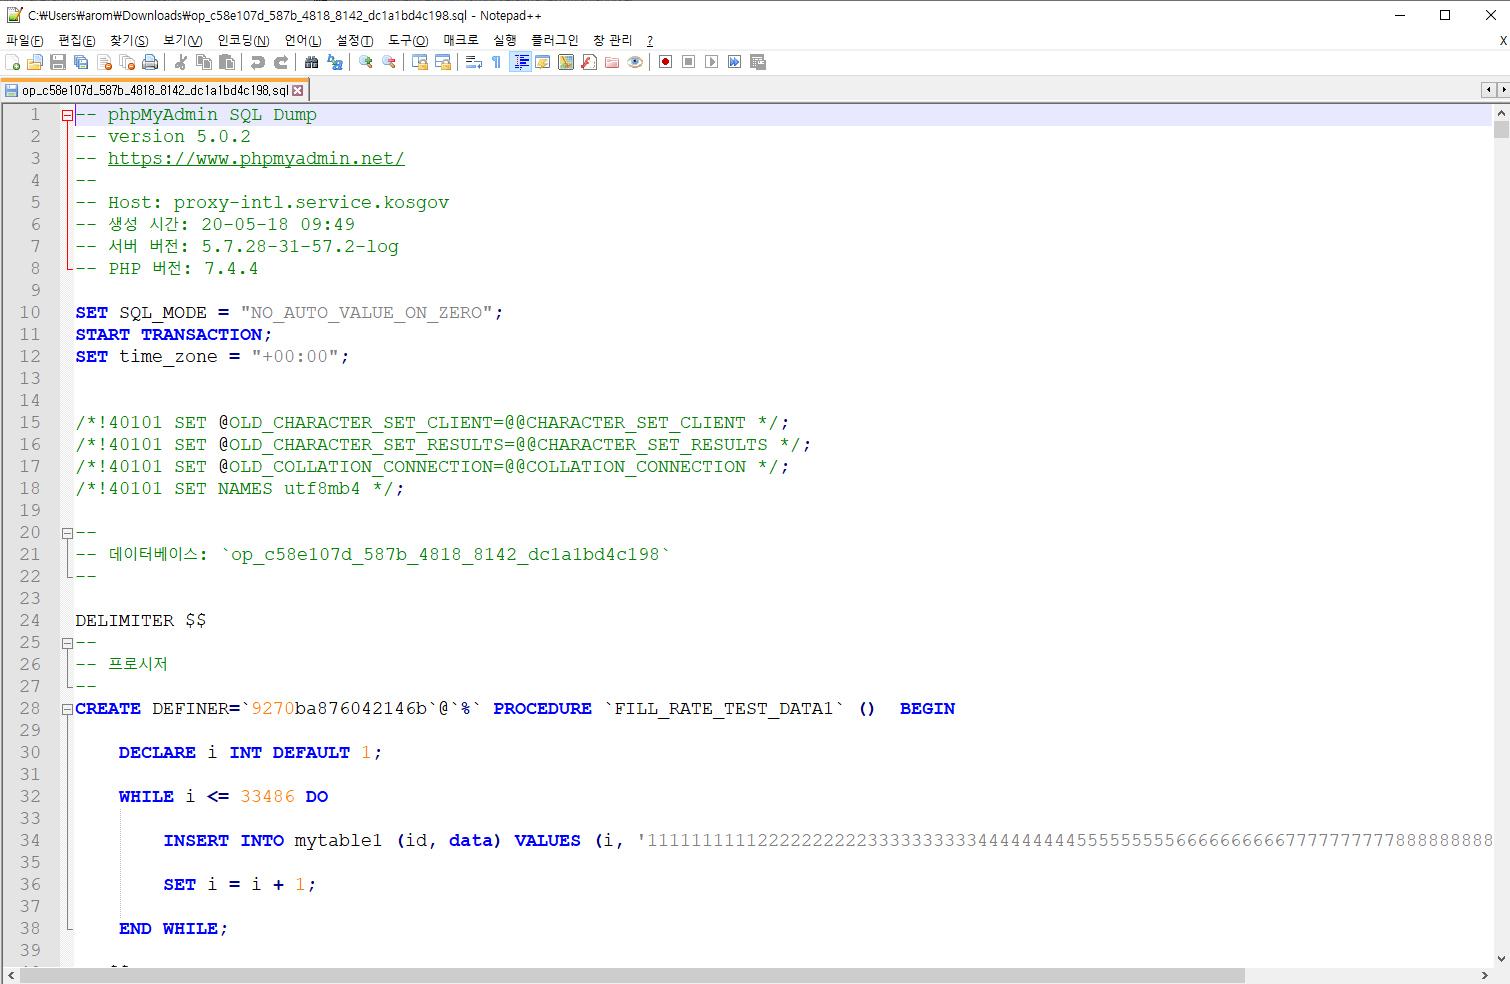 C:₩Users₩arom₩Downloads₩op_c58e107d_587b_4818_8142_dc1a1bd4c198.sql - Notepad++
파일(F) 편집(E) 찾기(S) 보기(V) 인코딩(N) 언어(L) 설정(T) 도구(O) 매크로 실행 플러그인 창 관리 ? X
op_c58e107d_587b_4818_8142_dc1a1bd4c198.sql
1 -- phpMyAdmin SQL Dump
2 -- version 5.0.2
3 -- https://www.phpmyadmin.net/
4 --
5 -- Host: proxy-intl.service.kosgov
6 -- 생성 시간: 20-05-18 09:49
7 -- 서버 버전: 5.7.28-31-57.2-log
8 -- PHP 버전: 7.4.4
9
10 SET SQL_MODE = "NO_AUTO_VALUE_ON_ZERO";
11 START TRANSACTION;
12 SET time_zone = "+00:00";
13
14
15 /*!40101 SET @OLD_CHARACTER_SET_CLIENT=@@CHARACTER_SET_CLIENT */;
16 /*!40101 SET @OLD_CHARACTER_SET_RESULTS=@@CHARACTER_SET_RESULTS */;
17 /*!40101 SET @OLD_COLLATION_CONNECTION=@@COLLATION_CONNECTION */;
18 /*!40101 SET NAMES utf8mb4 */;
19
20 --
21 -- 데이터베이스: `op_c58e107d_587b_4818_8142_dc1a1bd4c198`
22 --
23
24 DELIMITER $$
25 --
26 -- 프로시저
27 --
28 CREATE DEFINER=`9270ba876042146b`@`%` PROCEDURE `FILL_RATE_TEST_DATA1` ()  BEGIN
29
30 DECLARE i INT DEFAULT 1;
31
32 WHILE i <= 33486 DO
33
34 INSERT INTO mytable1 (id, data) VALUES (i, '11111111112222222222333333333344444444445555555555666666666677777777778888888888
35
36 SET i = i + 1;
37
38 END WHILE;
39